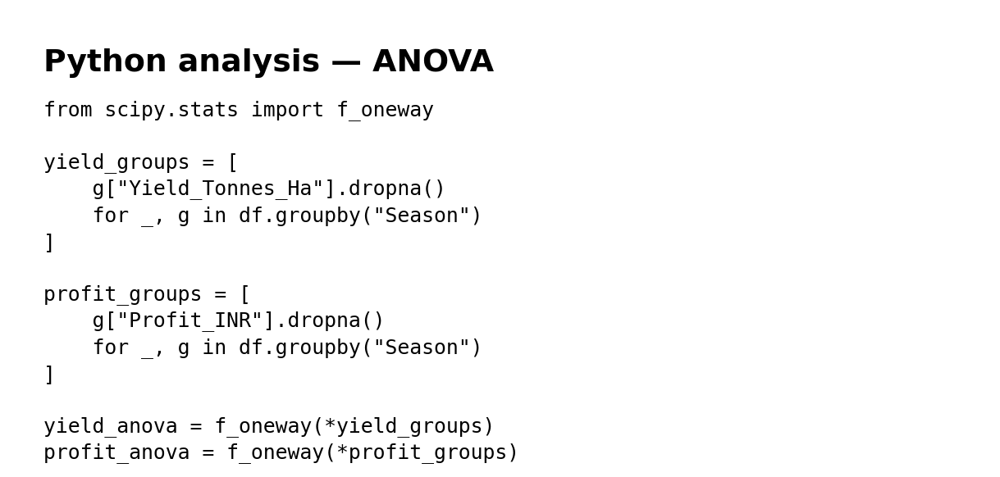 Python analysis — ANOVA
from scipy.stats import f_oneway
yield_groups = [
    g["Yield_Tonnes_Ha"].dropna()
    for _, g in df.groupby("Season")
]
profit_groups = [
    g["Profit_INR"].dropna()
    for _, g in df.groupby("Season")
]
yield_anova = f_oneway(*yield_groups)
profit_anova = f_oneway(*profit_groups)